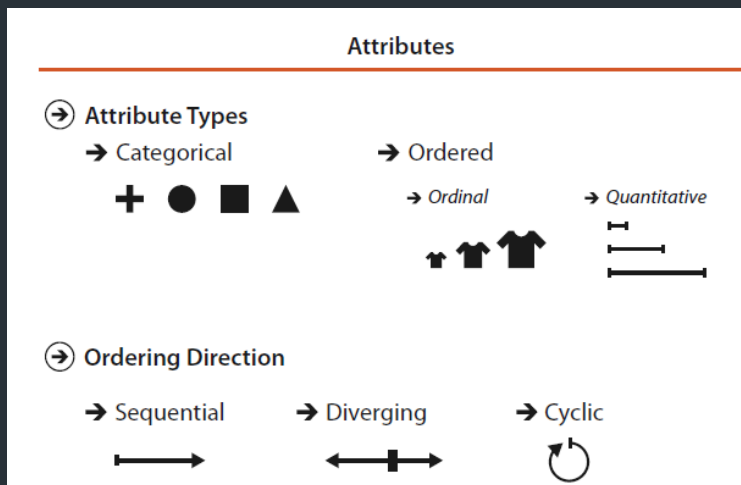 Attributes
Attribute Types
Categorical
Ordered
Ordinal
Quantitative
Ordering Direction
Sequential
Diverging
Cyclic